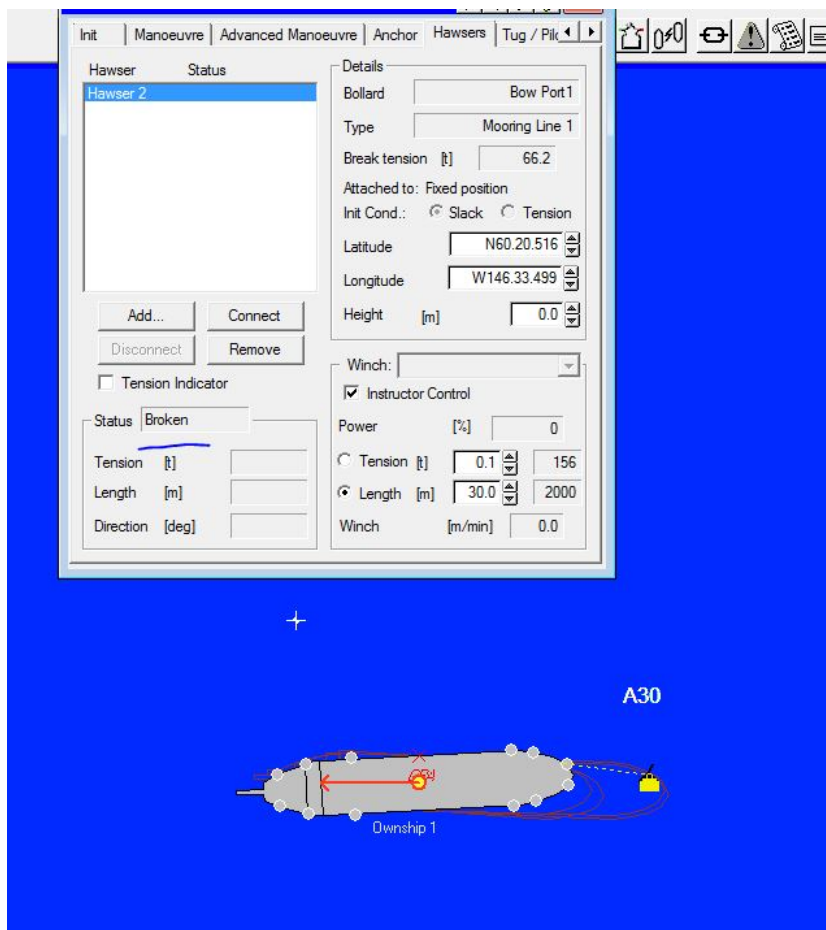 Init Manoeuvre Advanced Manoeuvre Anchor Hawsers Tug / Pilc
Hawser Status
Hawser 2
Add... Connect
Disconnect Remove
Tension Indicator
Status Broken
Tension [t]
Length [m]
Direction [deg]
Details
Bollard Bow Port1
Type Mooring Line 1
Break tension [t] 66.2
Attached to: Fixed position
Init Cond.: Slack Tension
Latitude N60.20.516
Longitude W146.33.499
Height [m] 0.0
Winch:
Instructor Control
Power [%] 0
Tension [t] 0.1 156
Length [m] 30.0 2000
Winch [m/min] 0.0
A30
Ownship 1